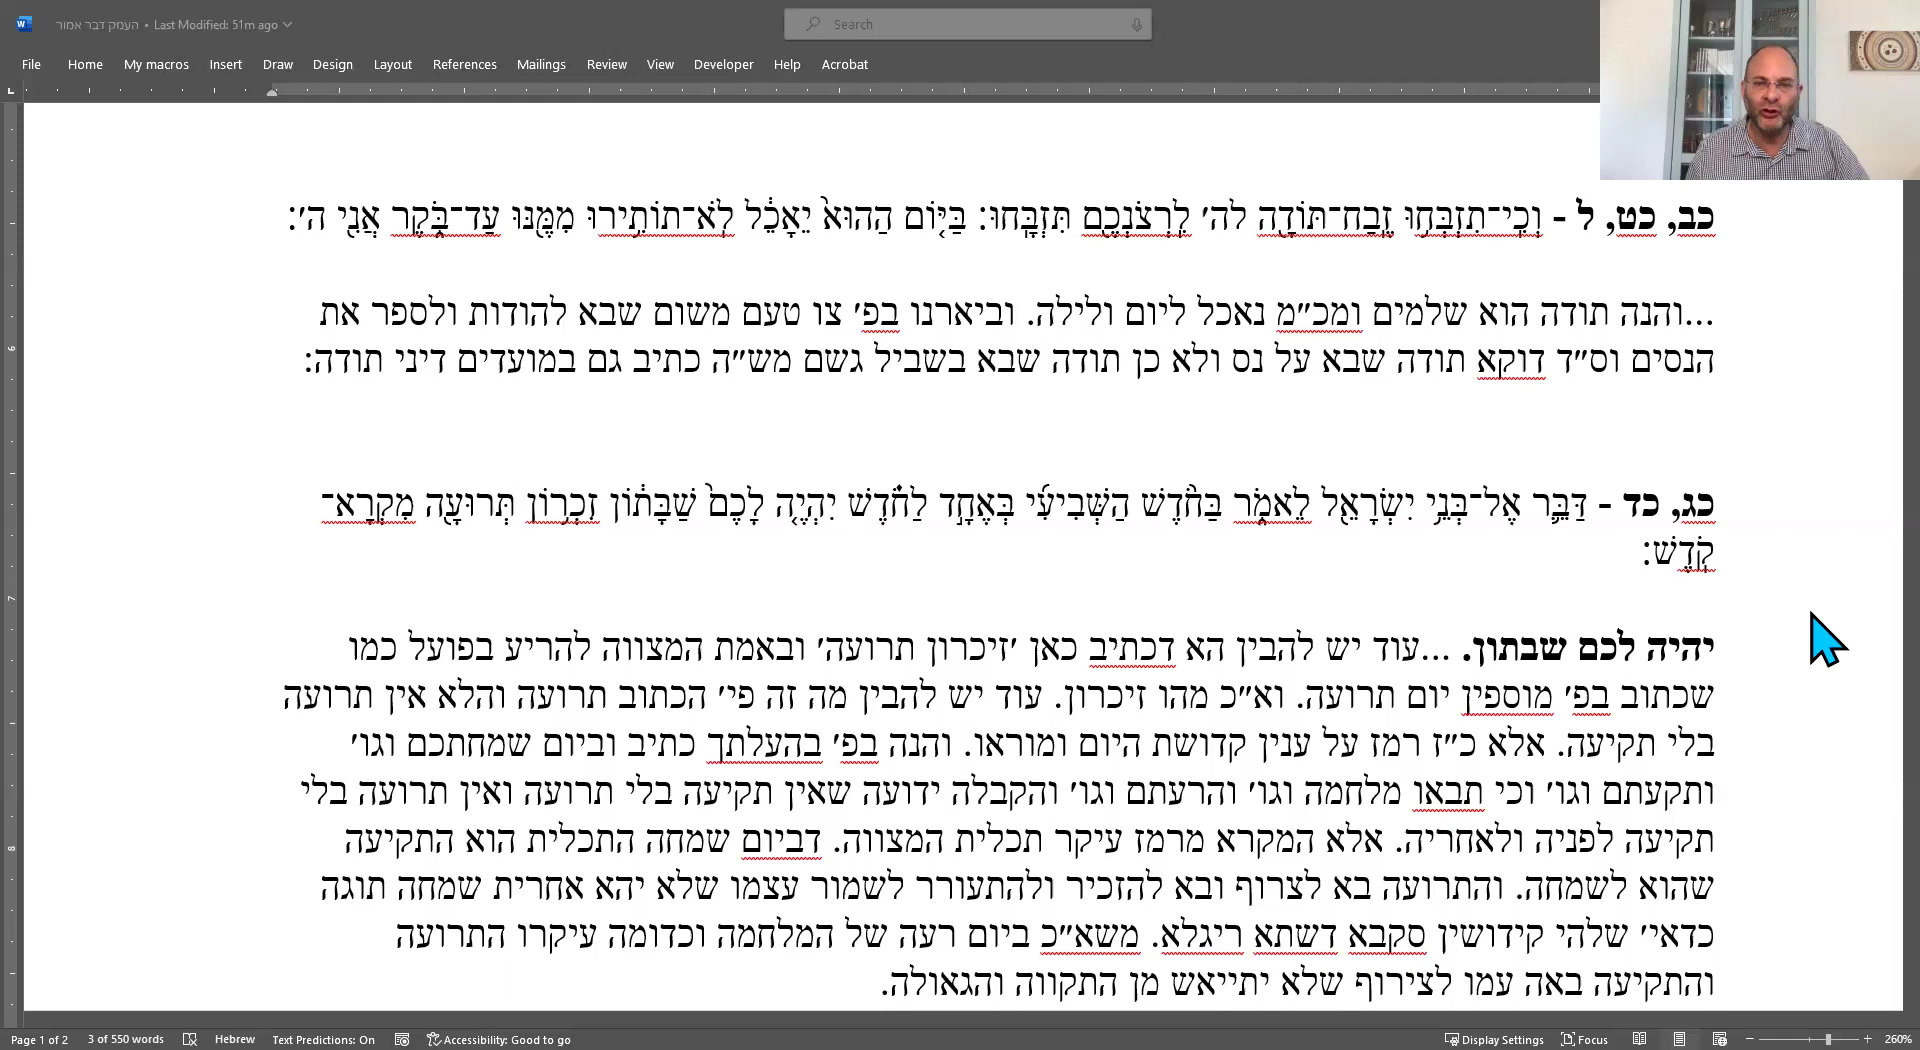 העמק דבר אמור • Last Modified: 51m ago
Search
File Home My macros Insert Draw Design Layout References Mailings Review View Developer Help Acrobat
כב, כט, ל - וְכִֽי־תִזְבְּח֥וּ זֶֽבַח־תּוֹדָ֖ה לה׳ לִֽרְצֹנְכֶ֖ם תִּזְבָּֽחוּ: בַּיּ֤וֹם הַהוּא֙ יֵאָכֵ֔ל לֹֽא־תוֹתִ֥ירוּ מִמֶּ֖נּוּ עַד־בֹּ֑קֶר אֲנִ֖י ה׳:
...והנה תודה הוא שלמים ומכ״מ נאכל ליום ולילה. וביארנו בפ׳ צו טעם משום שבא להודות ולספר את
הנסים וס״ד דוקא תודה שבא על נס ולא כן תודה שבא בשביל גשם מש״ה כתיב גם במועדים דיני תודה:
כג, כד - דַּבֵּ֛ר אֶל־בְּנֵ֥י יִשְׂרָאֵ֖ל לֵאמֹ֑ר בַּחֹ֨דֶשׁ הַשְּׁבִיעִ֜י בְּאֶחָ֣ד לַחֹ֗דֶשׁ יִהְיֶ֤ה לָכֶם֙ שַׁבָּת֔וֹן זִכְר֥וֹן תְּרוּעָ֖ה מִקְרָא־
קֹֽדֶשׁ:
יהיה לכם שבתון. ...עוד יש להבין הא דכתיב כאן ׳זיכרון תרועה׳ ובאמת המצווה להריע בפועל כמו
שכתוב בפ׳ מוספין יום תרועה. וא״כ מהו זיכרון. עוד יש להבין מה זה פי׳ הכתוב תרועה והלא אין תרועה
בלי תקיעה. אלא כ״ז רמז על ענין קדושת היום ומוראו. והנה בפ׳ בהעלתך כתיב וביום שמחתכם וגו׳
ותקעתם וגו׳ וכי תבאו מלחמה וגו׳ והרעתם וגו׳ והקבלה ידועה שאין תקיעה בלי תרועה ואין תרועה בלי
תקיעה לפניה ולאחריה. אלא המקרא מרמז עיקר תכלית המצווה. דביום שמחה התכלית הוא התקיעה
שהוא לשמחה. והתרועה בא לצרוף ובא להזכיר ולהתעורר לשמור עצמו שלא יהא אחרית שמחה תוגה
כדאי׳ שלהי קידושין סקבא דשתא ריגלא. משא״כ ביום רעה של המלחמה וכדומה עיקרו התרועה
והתקיעה באה עמו לצירוף שלא יתייאש מן התקווה והגאולה.
6
7
8
Page 1 of 2 3 of 550 words Hebrew Text Predictions: On Accessibility: Good to go Display Settings Focus 260%